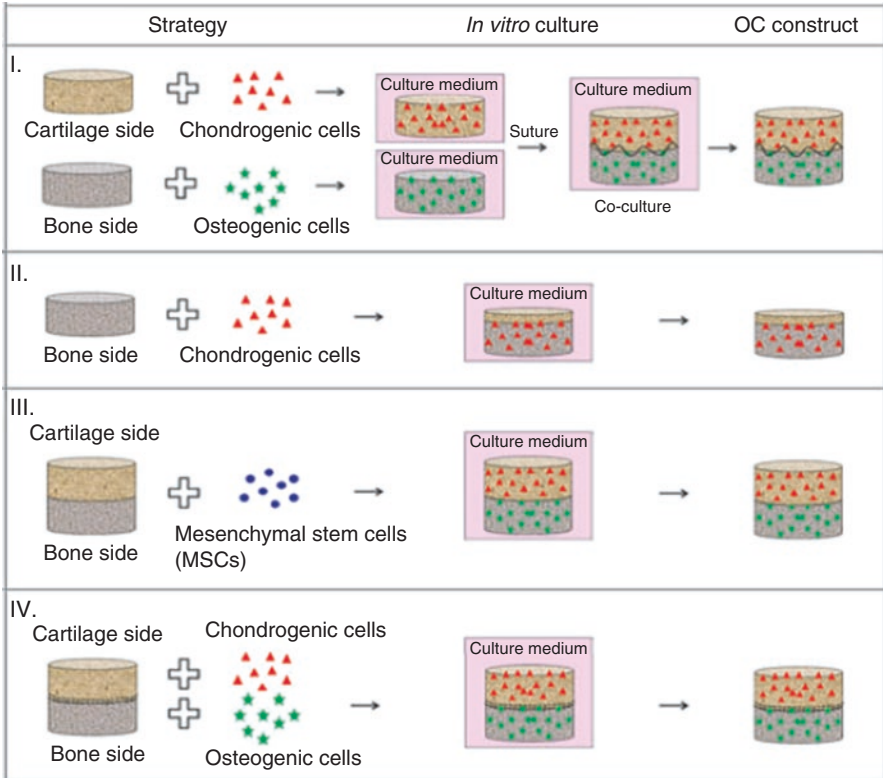 Strategy
In vitro culture
OC construct
I.
Culture medium
Cartilage side
Chondrogenic cells
Culture medium
Bone side
Osteogenic cells
Suture
Culture medium
Co-culture
II.
Culture medium
Bone side
Chondrogenic cells
III.
Cartilage side
Culture medium
Bone side
Mesenchymal stem cells
(MSCs)
IV.
Cartilage side
Chondrogenic cells
Culture medium
Bone side
Osteogenic cells